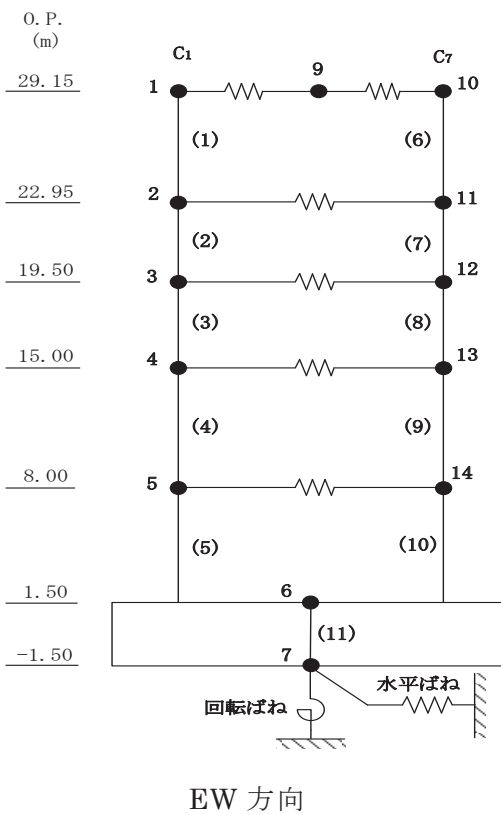 O.P.
(m)
C1 C7
29.15 1 9 10
(1) (6)
22.95 2 11
(2) (7)
19.50 3 12
(3) (8)
15.00 4 13
(4) (9)
8.00 5 14
(5) (10)
1.50 6
(11)
-1.50 7
水平ばね
回転ばね
EW 方向